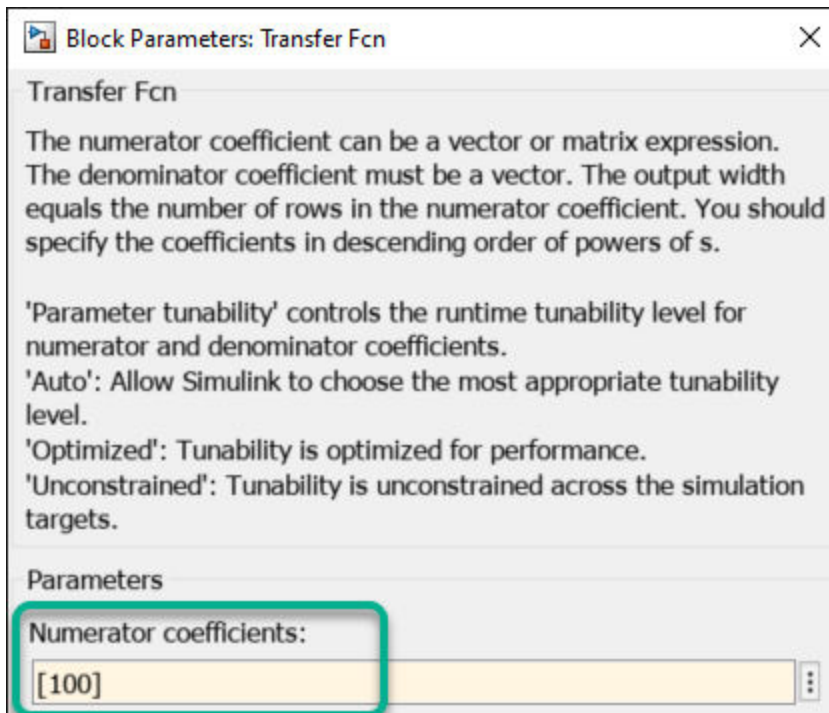 Block Parameters: Transfer Fcn
Transfer Fcn
The numerator coefficient can be a vector or matrix expression.
The denominator coefficient must be a vector. The output width
equals the number of rows in the numerator coefficient. You should
specify the coefficients in descending order of powers of s.
'Parameter tunability' controls the runtime tunability level for
numerator and denominator coefficients.
'Auto': Allow Simulink to choose the most appropriate tunability
level.
'Optimized': Tunability is optimized for performance.
'Unconstrained': Tunability is unconstrained across the simulation
targets.
Parameters
Numerator coefficients:
[100]